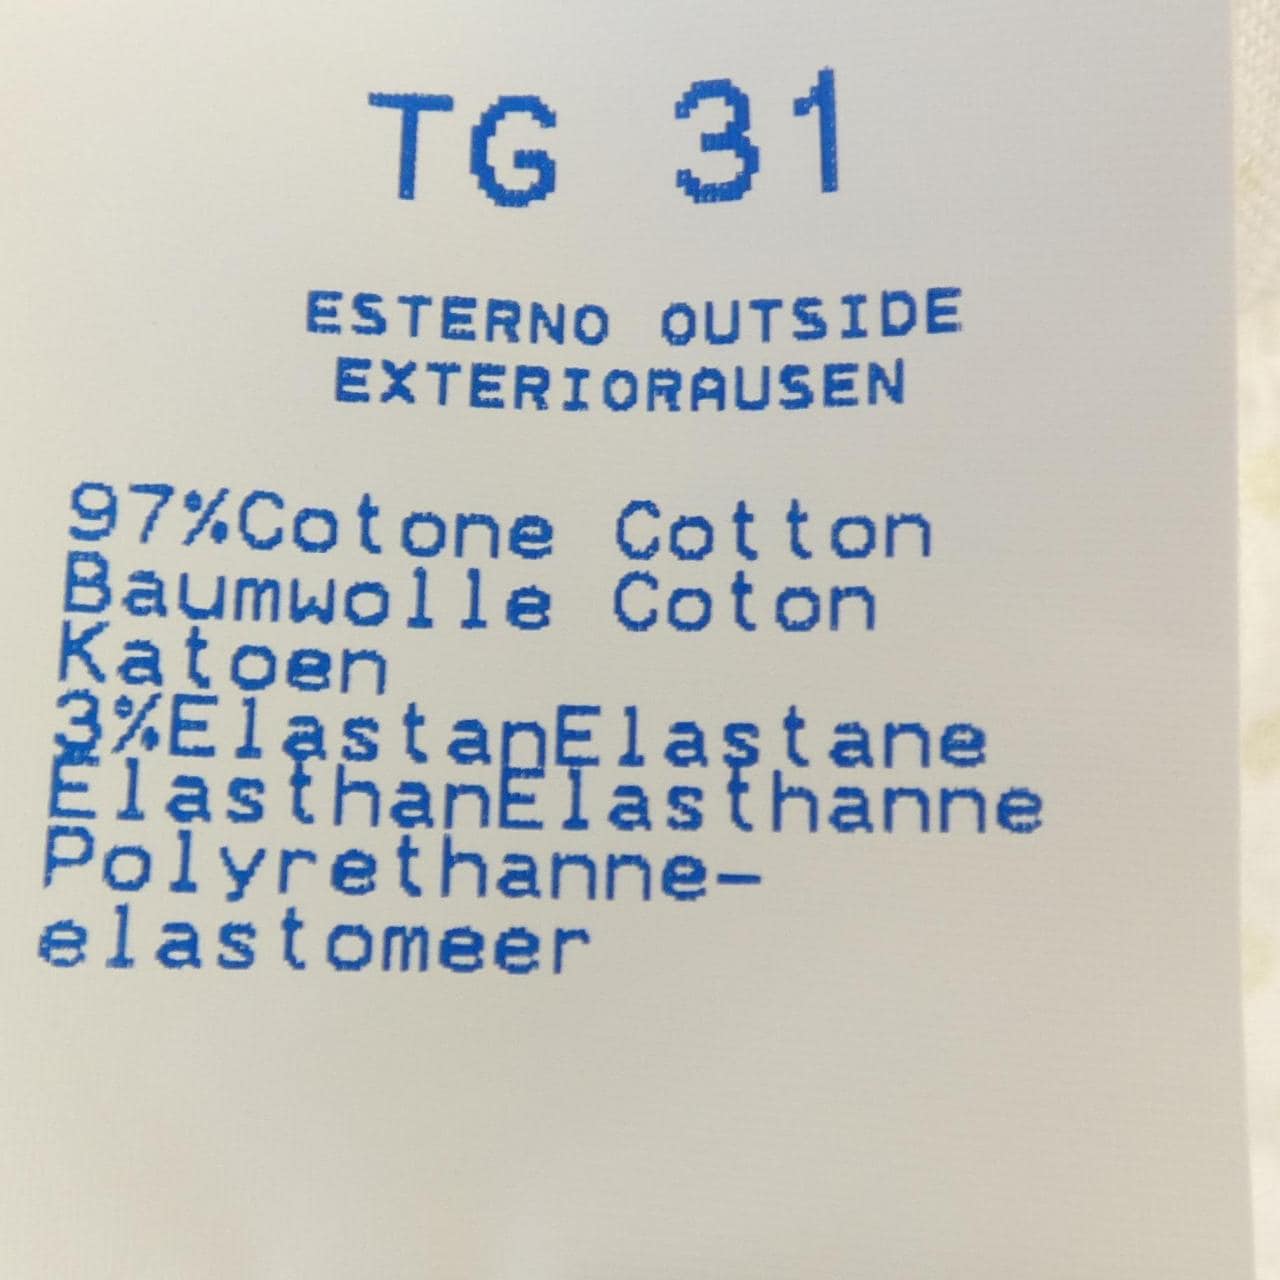 TG 31
ESTERNO OUTSIDE
EXTERIORAUSEN
97%Cotone Cotton
Baumwolle Coton
Katoen
3%ElastanElastane
ElasthanElasthanne
Polyrethanne-
elastomeer